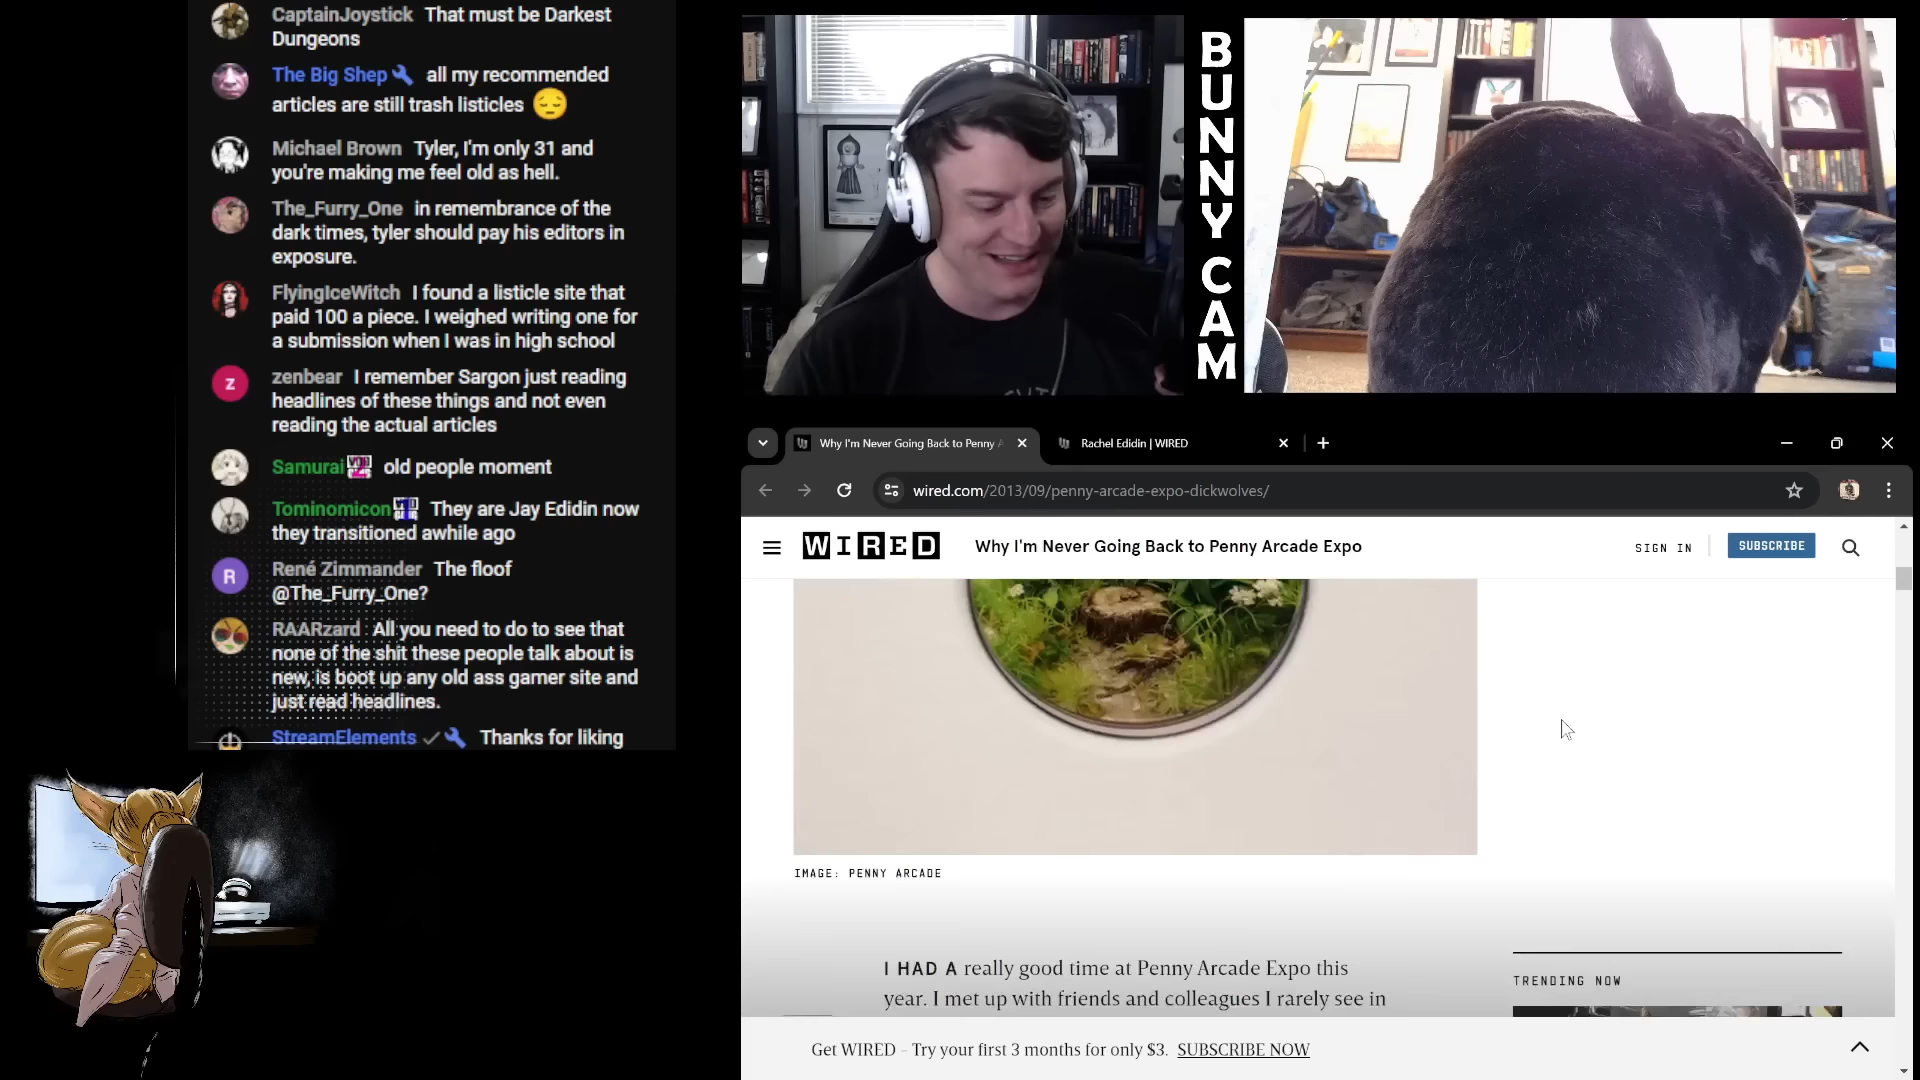 CaptainJoystick That must be Darkest
Dungeons
The Big Shep all my recommended
articles are still trash listicles
Michael Brown Tyler, I'm only 31 and
you're making me feel old as hell.
The_Furry_One in remembrance of the
dark times, tyler should pay his editors in
exposure.
FlyingIceWitch I found a listicle site that
paid 100 a piece. I weighed writing one for
a submission when I was in high school
z
zenbear I remember Sargon just reading
headlines of these things and not even
reading the actual articles
Samurai old people moment
Tominomicon They are Jay Edidin now
they transitioned awhile ago
R
René Zimmander The floof
@The_Furry_One?
RAARzard All you need to do to see that
none of the shit these people talk about is
new, is boot up any old ass gamer site and
just read headlines.
StreamElements Thanks for liking
BUNNY CAM
Why I'm Never Going Back to Penny A
Rachel Edidin | WIRED
wired.com/2013/09/penny-arcade-expo-dickwolves/
WIRED
Why I'm Never Going Back to Penny Arcade Expo
SIGN IN
SUBSCRIBE
IMAGE: PENNY ARCADE
I HAD A really good time at Penny Arcade Expo this
year. I met up with friends and colleagues I rarely see in
TRENDING NOW
Get WIRED - Try your first 3 months for only $3. SUBSCRIBE NOW